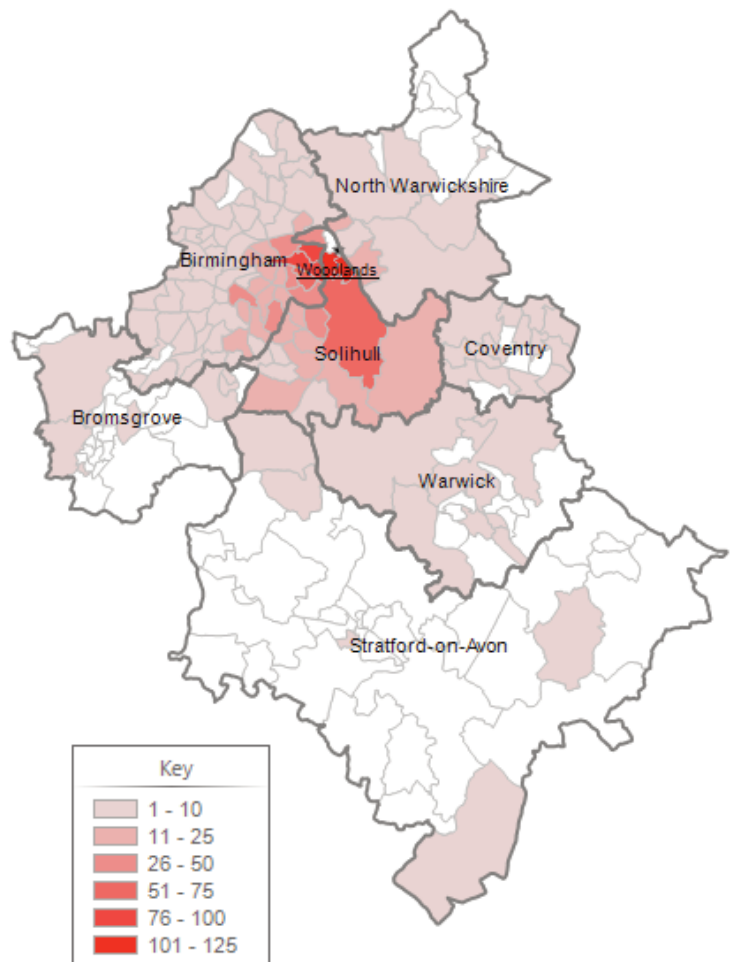 North Warwickshire
Birmingham
Wooolands
Solihull
Coventry
Bromsgrove
Warwick
Stratford-on-Avon
Key
1 - 10
11 - 25
26 - 50
51 - 75
76 - 100
101 - 125